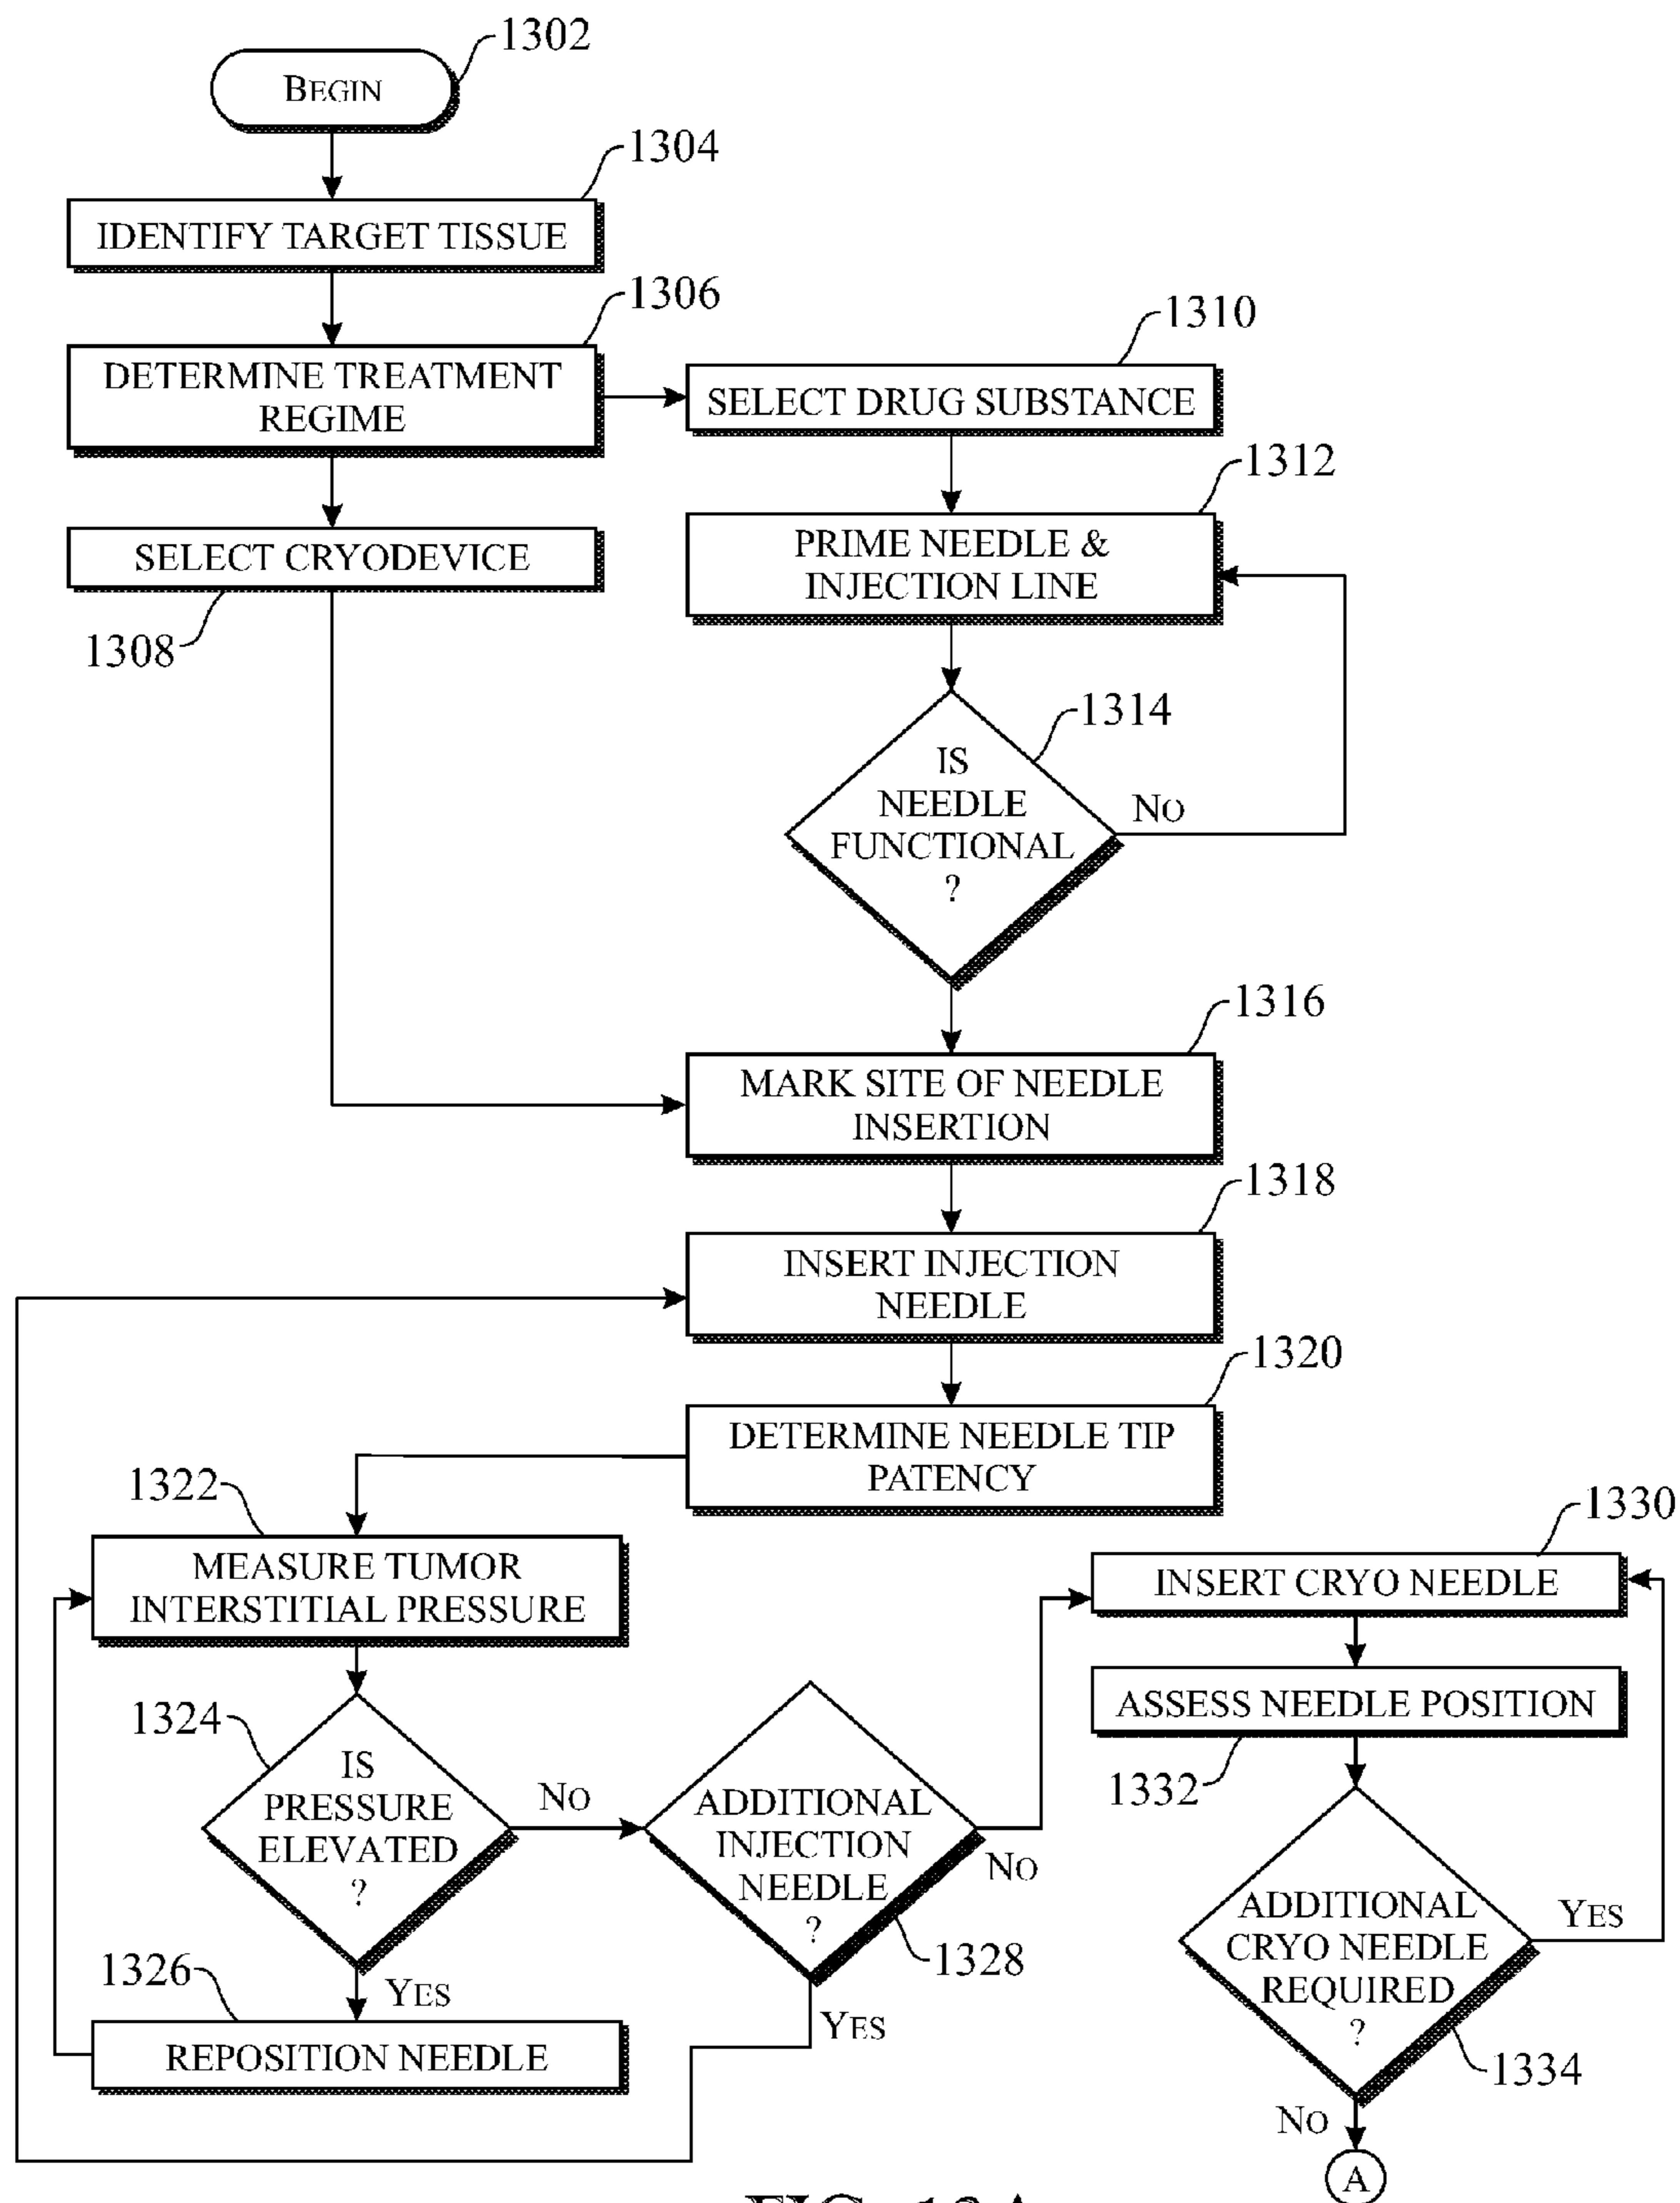 BEGIN
1302
1304
IDENTIFY TARGET TISSUE
1306
DETERMINE TREATMENT
REGIME
1308
SELECT CRYODEVICE
1310
SELECT DRUG SUBSTANCE
1312
PRIME NEEDLE &
INJECTION LINE
1314
IS
NEEDLE
FUNCTIONAL
?
NO
1316
MARK SITE OF NEEDLE
INSERTION
1318
INSERT INJECTION
NEEDLE
1320
DETERMINE NEEDLE TIP
PATENCY
1322
MEASURE TUMOR
INTERSTITIAL PRESSURE
1324
IS
PRESSURE
ELEVATED
?
NO
YES
1326
REPOSITION NEEDLE
ADDITIONAL
INJECTION
NEEDLE
?
1328
NO
YES
1330
INSERT CRYO NEEDLE
ASSESS NEEDLE POSITION
1332
ADDITIONAL
CRYO NEEDLE
REQUIRED
?
YES
1334
NO
A
FIG. 13A